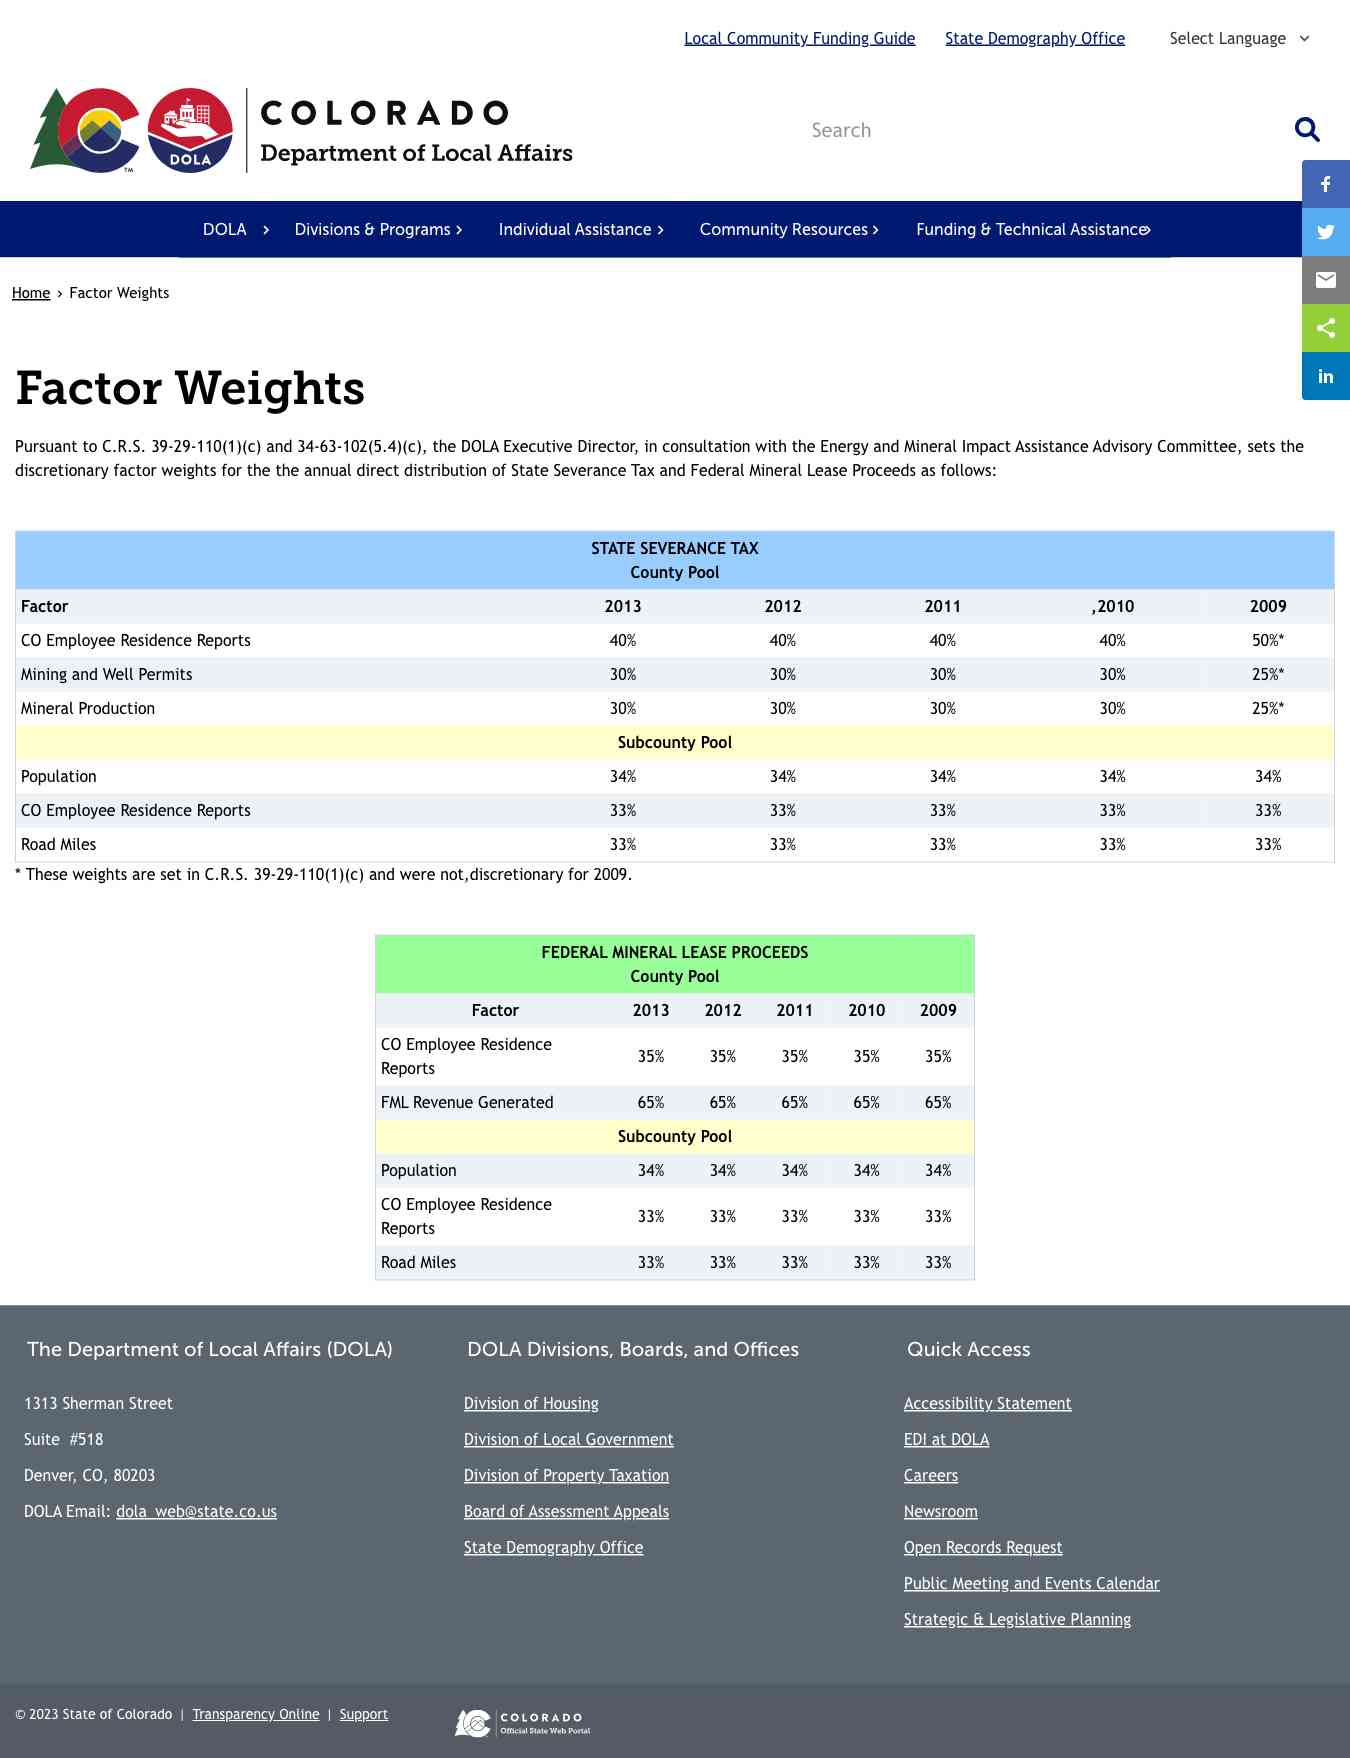 Local Community Funding Guide State Demography Office Select Language
COLORADO
Department of Local Affairs
DOLA
TM
Search
DOLA Divisions & Programs Individual Assistance Community Resources Funding & Technical Assistance
Home › Factor Weights
Factor Weights
Pursuant to C.R.S. 39-29-110(1)(c) and 34-63-102(5.4)(c), the DOLA Executive Director, in consultation with the Energy and Mineral Impact Assistance Advisory Committee, sets the
discretionary factor weights for the the annual direct distribution of State Severance Tax and Federal Mineral Lease Proceeds as follows:
STATE SEVERANCE TAX
County Pool
Factor 2013 2012 2011 ,2010 2009
CO Employee Residence Reports 40% 40% 40% 40% 50%*
Mining and Well Permits 30% 30% 30% 30% 25%*
Mineral Production 30% 30% 30% 30% 25%*
Subcounty Pool
Population 34% 34% 34% 34% 34%
CO Employee Residence Reports 33% 33% 33% 33% 33%
Road Miles 33% 33% 33% 33% 33%
* These weights are set in C.R.S. 39-29-110(1)(c) and were not,discretionary for 2009.
FEDERAL MINERAL LEASE PROCEEDS
County Pool
Factor 2013 2012 2011 2010 2009
CO Employee Residence
Reports 35% 35% 35% 35% 35%
FML Revenue Generated 65% 65% 65% 65% 65%
Subcounty Pool
Population 34% 34% 34% 34% 34%
CO Employee Residence
Reports 33% 33% 33% 33% 33%
Road Miles 33% 33% 33% 33% 33%
The Department of Local Affairs (DOLA)
1313 Sherman Street
Suite #518
Denver, CO, 80203
DOLA Email: dola_web@state.co.us
DOLA Divisions, Boards, and Offices
Division of Housing
Division of Local Government
Division of Property Taxation
Board of Assessment Appeals
State Demography Office
Quick Access
Accessibility Statement
EDI at DOLA
Careers
Newsroom
Open Records Request
Public Meeting and Events Calendar
Strategic & Legislative Planning
© 2023 State of Colorado | Transparency Online | Support
COLORADO
Official State Web Portal